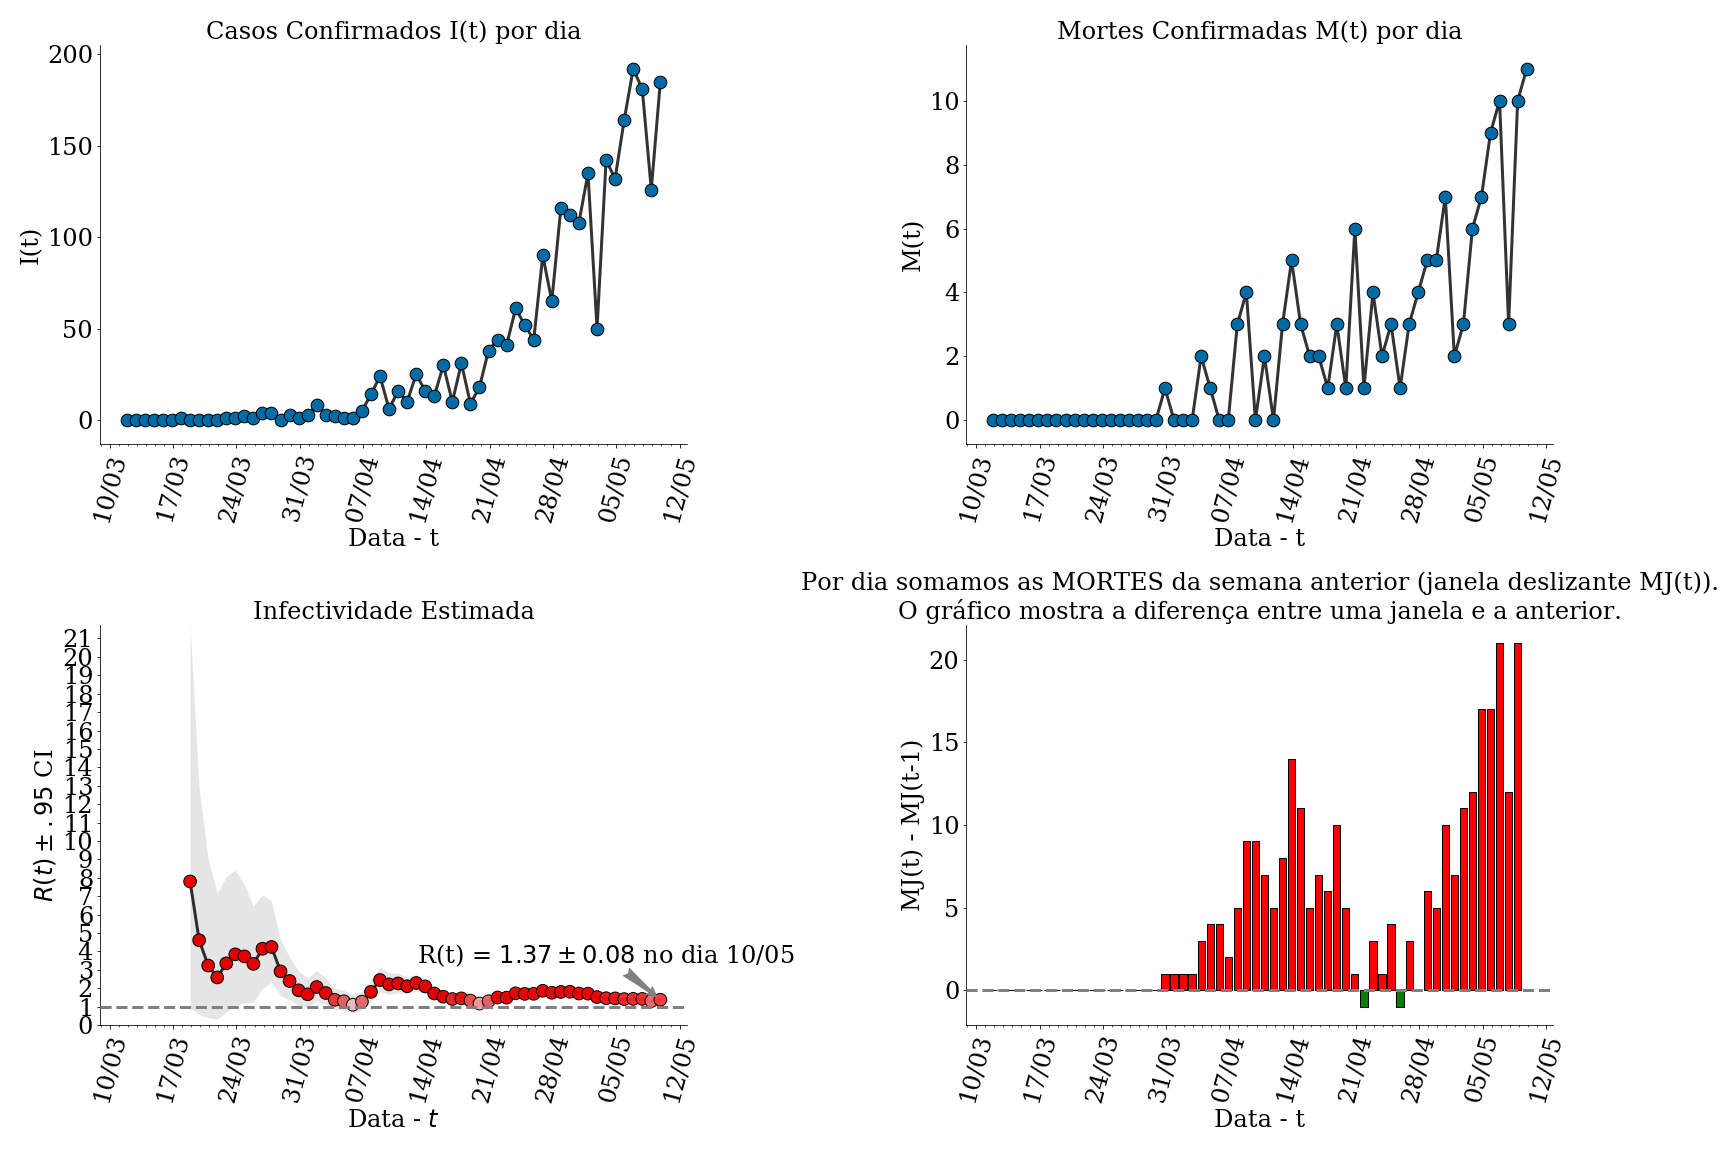 Casos Confirmados I(t) por dia
200
150
100
50
0
I(t)
10/03 17/03 24/03 31/03 07/04 14/04 21/04 28/04 05/05 12/05
Data - t
Mortes Confirmadas M(t) por dia
10
8
6
4
2
0
M(t)
10/03 17/03 24/03 31/03 07/04 14/04 21/04 28/04 05/05 12/05
Data - t
Infectividade Estimada
21
20
19
18
17
16
15
14
13
12
11
10
9
8
7
6
5
4
3
2
1
0
R(t) ± .95 CI
R(t) = 1.37 ± 0.08 no dia 10/05
10/03 17/03 24/03 31/03 07/04 14/04 21/04 28/04 05/05 12/05
Data - t
Por dia somamos as MORTES da semana anterior (janela deslizante MJ(t)).
O gráfico mostra a diferença entre uma janela e a anterior.
20
15
10
5
0
MJ(t) - MJ(t-1)
10/03 17/03 24/03 31/03 07/04 14/04 21/04 28/04 05/05 12/05
Data - t